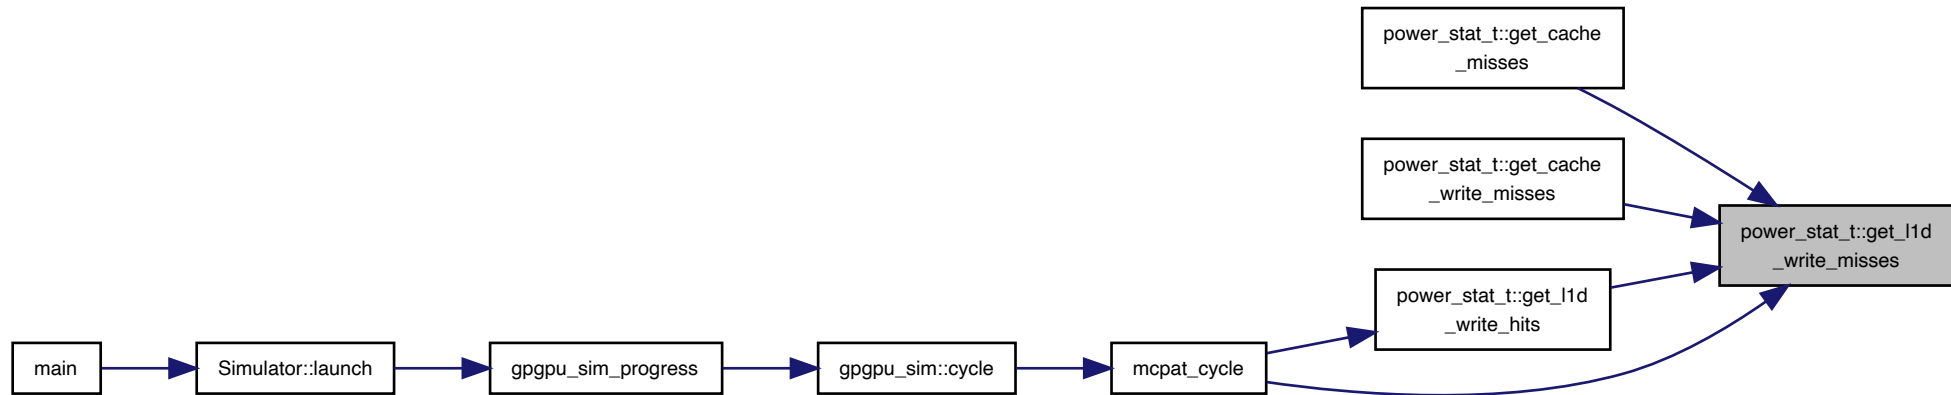 power_stat_t::get_cache
_misses
power_stat_t::get_cache
_write_misses
power_stat_t::get_l1d
_write_misses
power_stat_t::get_l1d
_write_hits
main
Simulator::launch
gpgpu_sim_progress
gpgpu_sim::cycle
mcpat_cycle